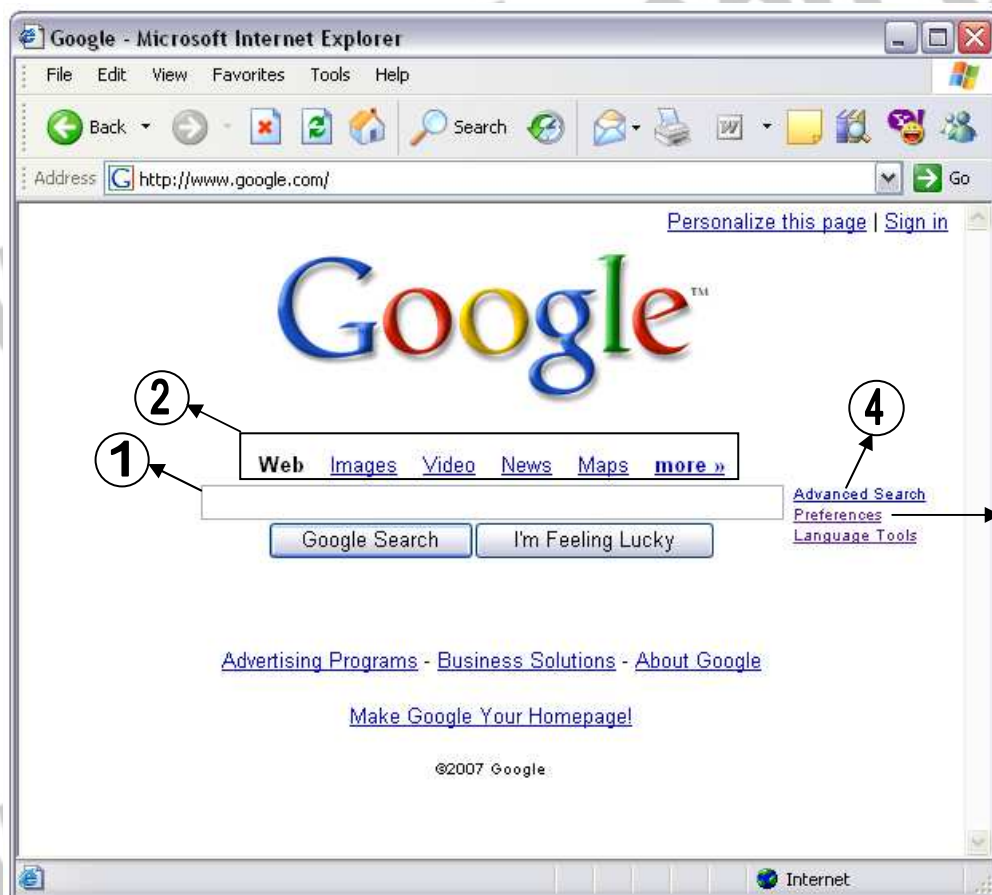 Google - Microsoft Internet Explorer
File Edit View Favorites Tools Help
Back Search
Address http://www.google.com/ Go
Personalize this page | Sign in
Google™
2
4
1
Web Images Video News Maps more »
Advanced Search
Preferences
Language Tools
Google Search I'm Feeling Lucky
Advertising Programs - Business Solutions - About Google
Make Google Your Homepage!
©2007 Google
Internet